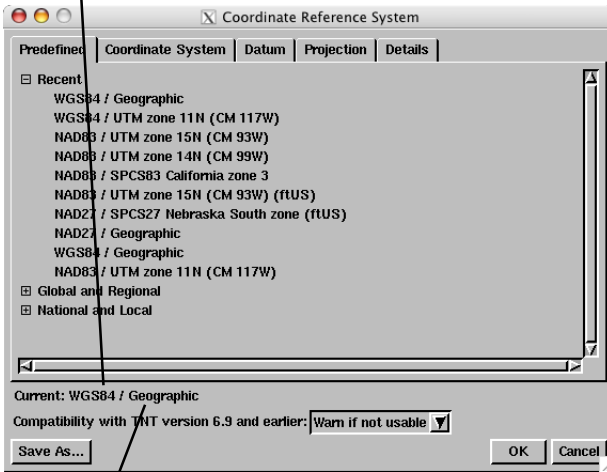 Coordinate Reference System
Predefined Coordinate System Datum Projection Details
Recent
WGS84 / Geographic
WGS84 / UTM zone 11N (CM 117W)
NAD83 / UTM zone 15N (CM 93W)
NAD83 / UTM zone 14N (CM 99W)
NAD83 / SPCS83 California zone 3
NAD83 / UTM zone 15N (CM 93W) (ftUS)
NAD27 / SPCS27 Nebraska South zone (ftUS)
NAD27 / Geographic
WGS84 / Geographic
NAD83 / UTM zone 11N (CM 117W)
Global and Regional
National and Local
Current: WGS84 / Geographic
Compatibility with TNT version 6.9 and earlier: Warn if not usable
Save As... OK Cancel